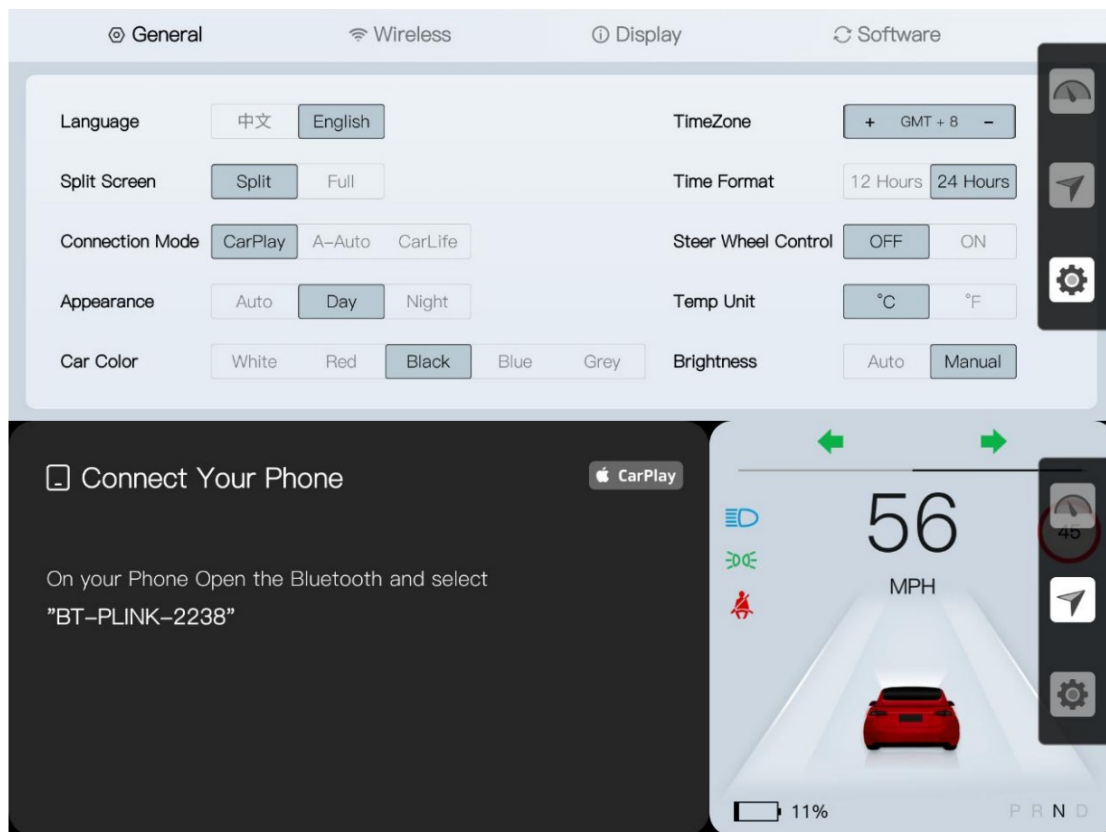 General Wireless Display Software
Language 中文 English TimeZone + GMT + 8 -
Split Screen Split Full Time Format 12 Hours 24 Hours
Connection Mode CarPlay A-Auto CarLife Steer Wheel Control OFF ON
Appearance Auto Day Night Temp Unit °C °F
Car Color White Red Black Blue Grey Brightness Auto Manual
Connect Your Phone CarPlay
On your Phone Open the Bluetooth and select
"BT-PLINK-2238"
56
45
MPH
11% P R N D